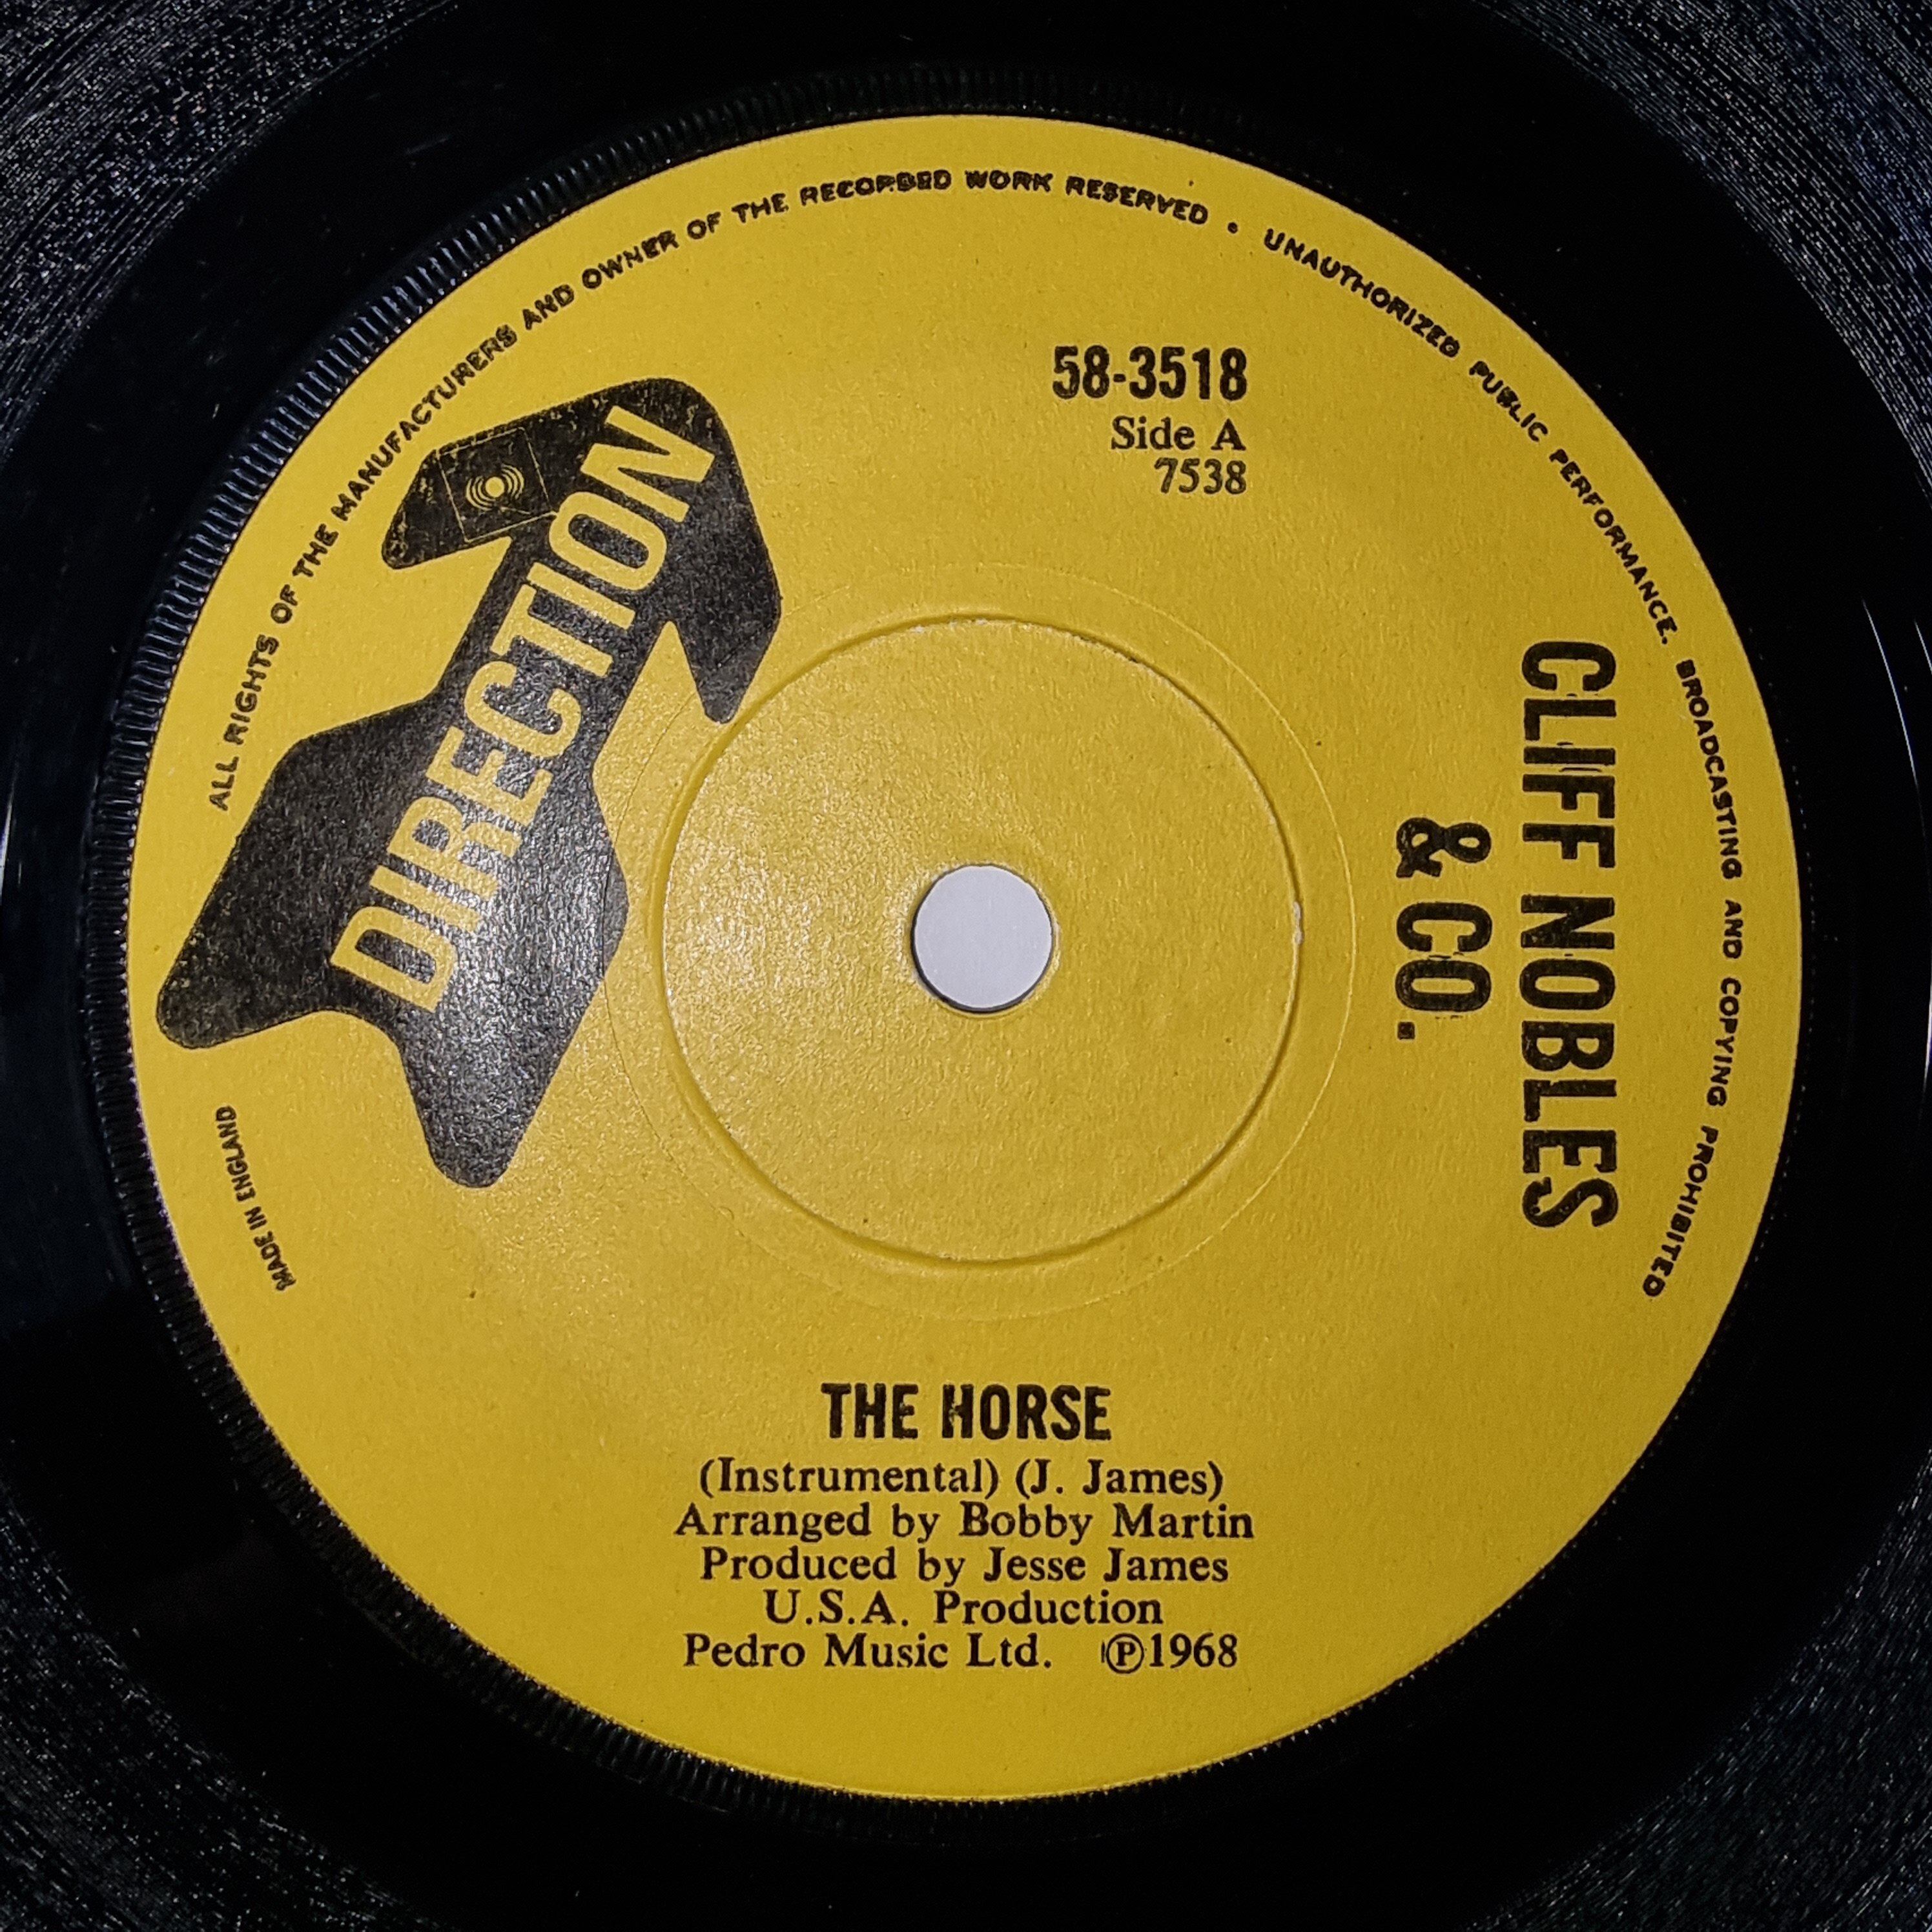 ALL RIGHTS OF THE MANUFACTURERS AND OWNER OF THE RECORDED WORK RESERVED • UNAUTHORIZED PUBLIC PERFORMANCE, BROADCASTING AND COPYING PROHIBITED
58-3518
Side A
7538
DIRECTION
CLIFF NOBLES
& CO.
MADE IN ENGLAND
THE HORSE
(Instrumental) (J. James)
Arranged by Bobby Martin
Produced by Jesse James
U.S.A. Production
Pedro Music Ltd. Ⓟ1968